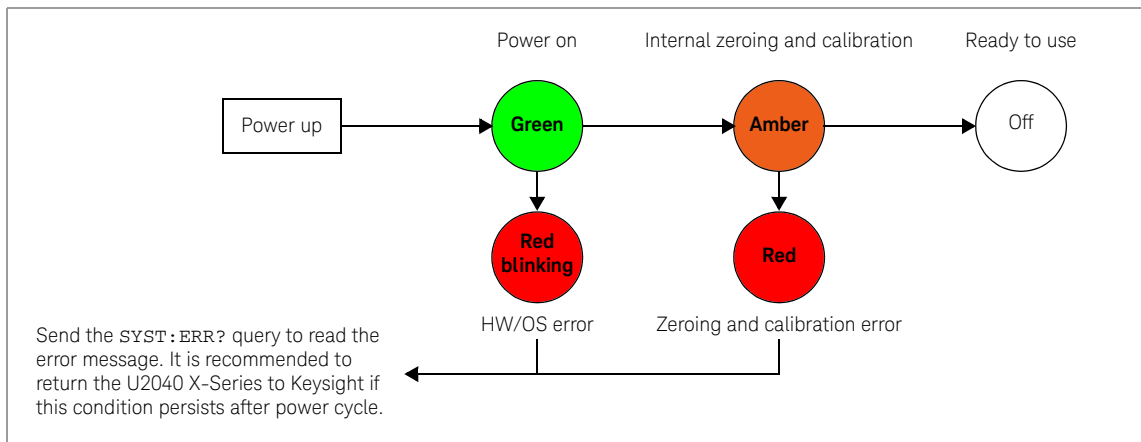 Power on
Internal zeroing and calibration
Ready to use
Power up
Green
Amber
Off
Red
blinking
Red
HW/OS error
Zeroing and calibration error
Send the SYST:ERR? query to read the
error message. It is recommended to
return the U2040 X-Series to Keysight if
this condition persists after power cycle.